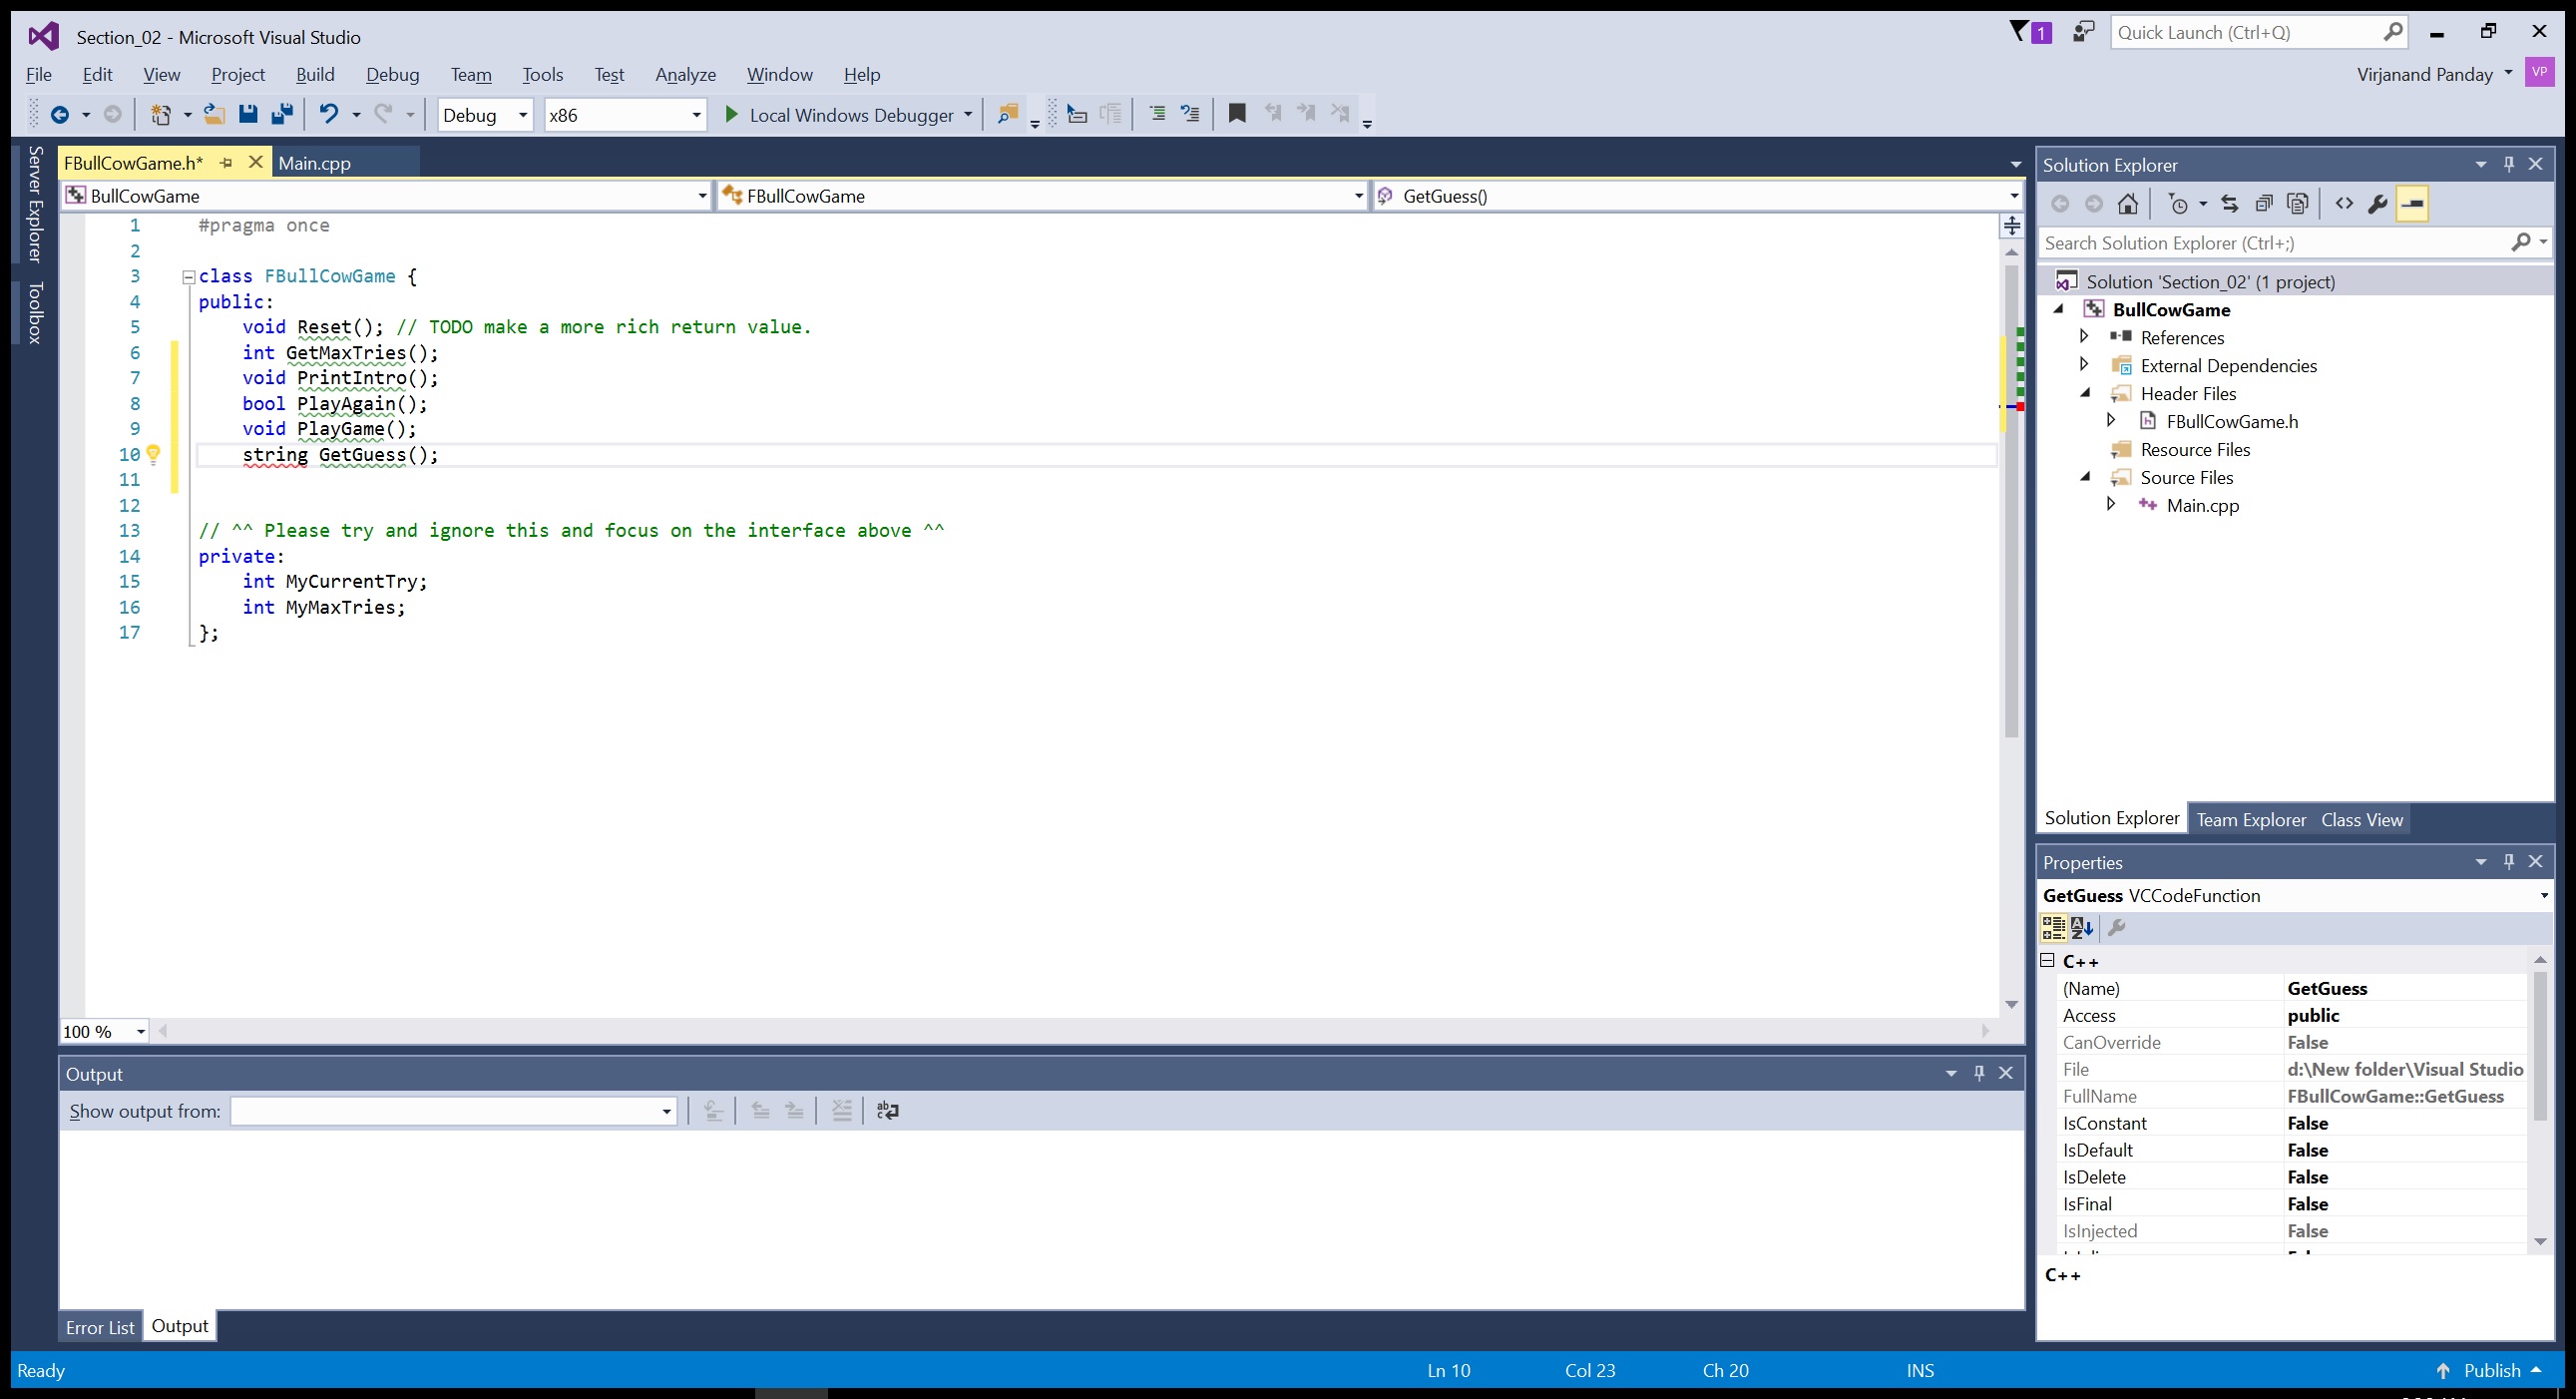 Section_02 - Microsoft Visual Studio
1
Quick Launch (Ctrl+Q)
File Edit View Project Build Debug Team Tools Test Analyze Window Help
Virjanand Panday
VP
Debug x86 Local Windows Debugger
Server Explorer
Toolbox
FBullCowGame.h* Main.cpp
BullCowGame FBullCowGame GetGuess()
1 #pragma once
2
3 class FBullCowGame {
4 public:
5 void Reset(); // TODO make a more rich return value.
6 int GetMaxTries();
7 void PrintIntro();
8 bool PlayAgain();
9 void PlayGame();
10 string GetGuess();
11
12
13 // ^^ Please try and ignore this and focus on the interface above ^^
14 private:
15 int MyCurrentTry;
16 int MyMaxTries;
17 };
100 %
Output
Show output from:
Error List Output
Solution Explorer
Search Solution Explorer (Ctrl+;)
Solution 'Section_02' (1 project)
BullCowGame
References
External Dependencies
Header Files
FBullCowGame.h
Resource Files
Source Files
Main.cpp
Solution Explorer Team Explorer Class View
Properties
GetGuess VCCodeFunction
C++
(Name) GetGuess
Access public
CanOverride False
File d:\New folder\Visual Studio
FullName FBullCowGame::GetGuess
IsConstant False
IsDefault False
IsDelete False
IsFinal False
IsInjected False
C++
Ready Ln 10 Col 23 Ch 20 INS Publish